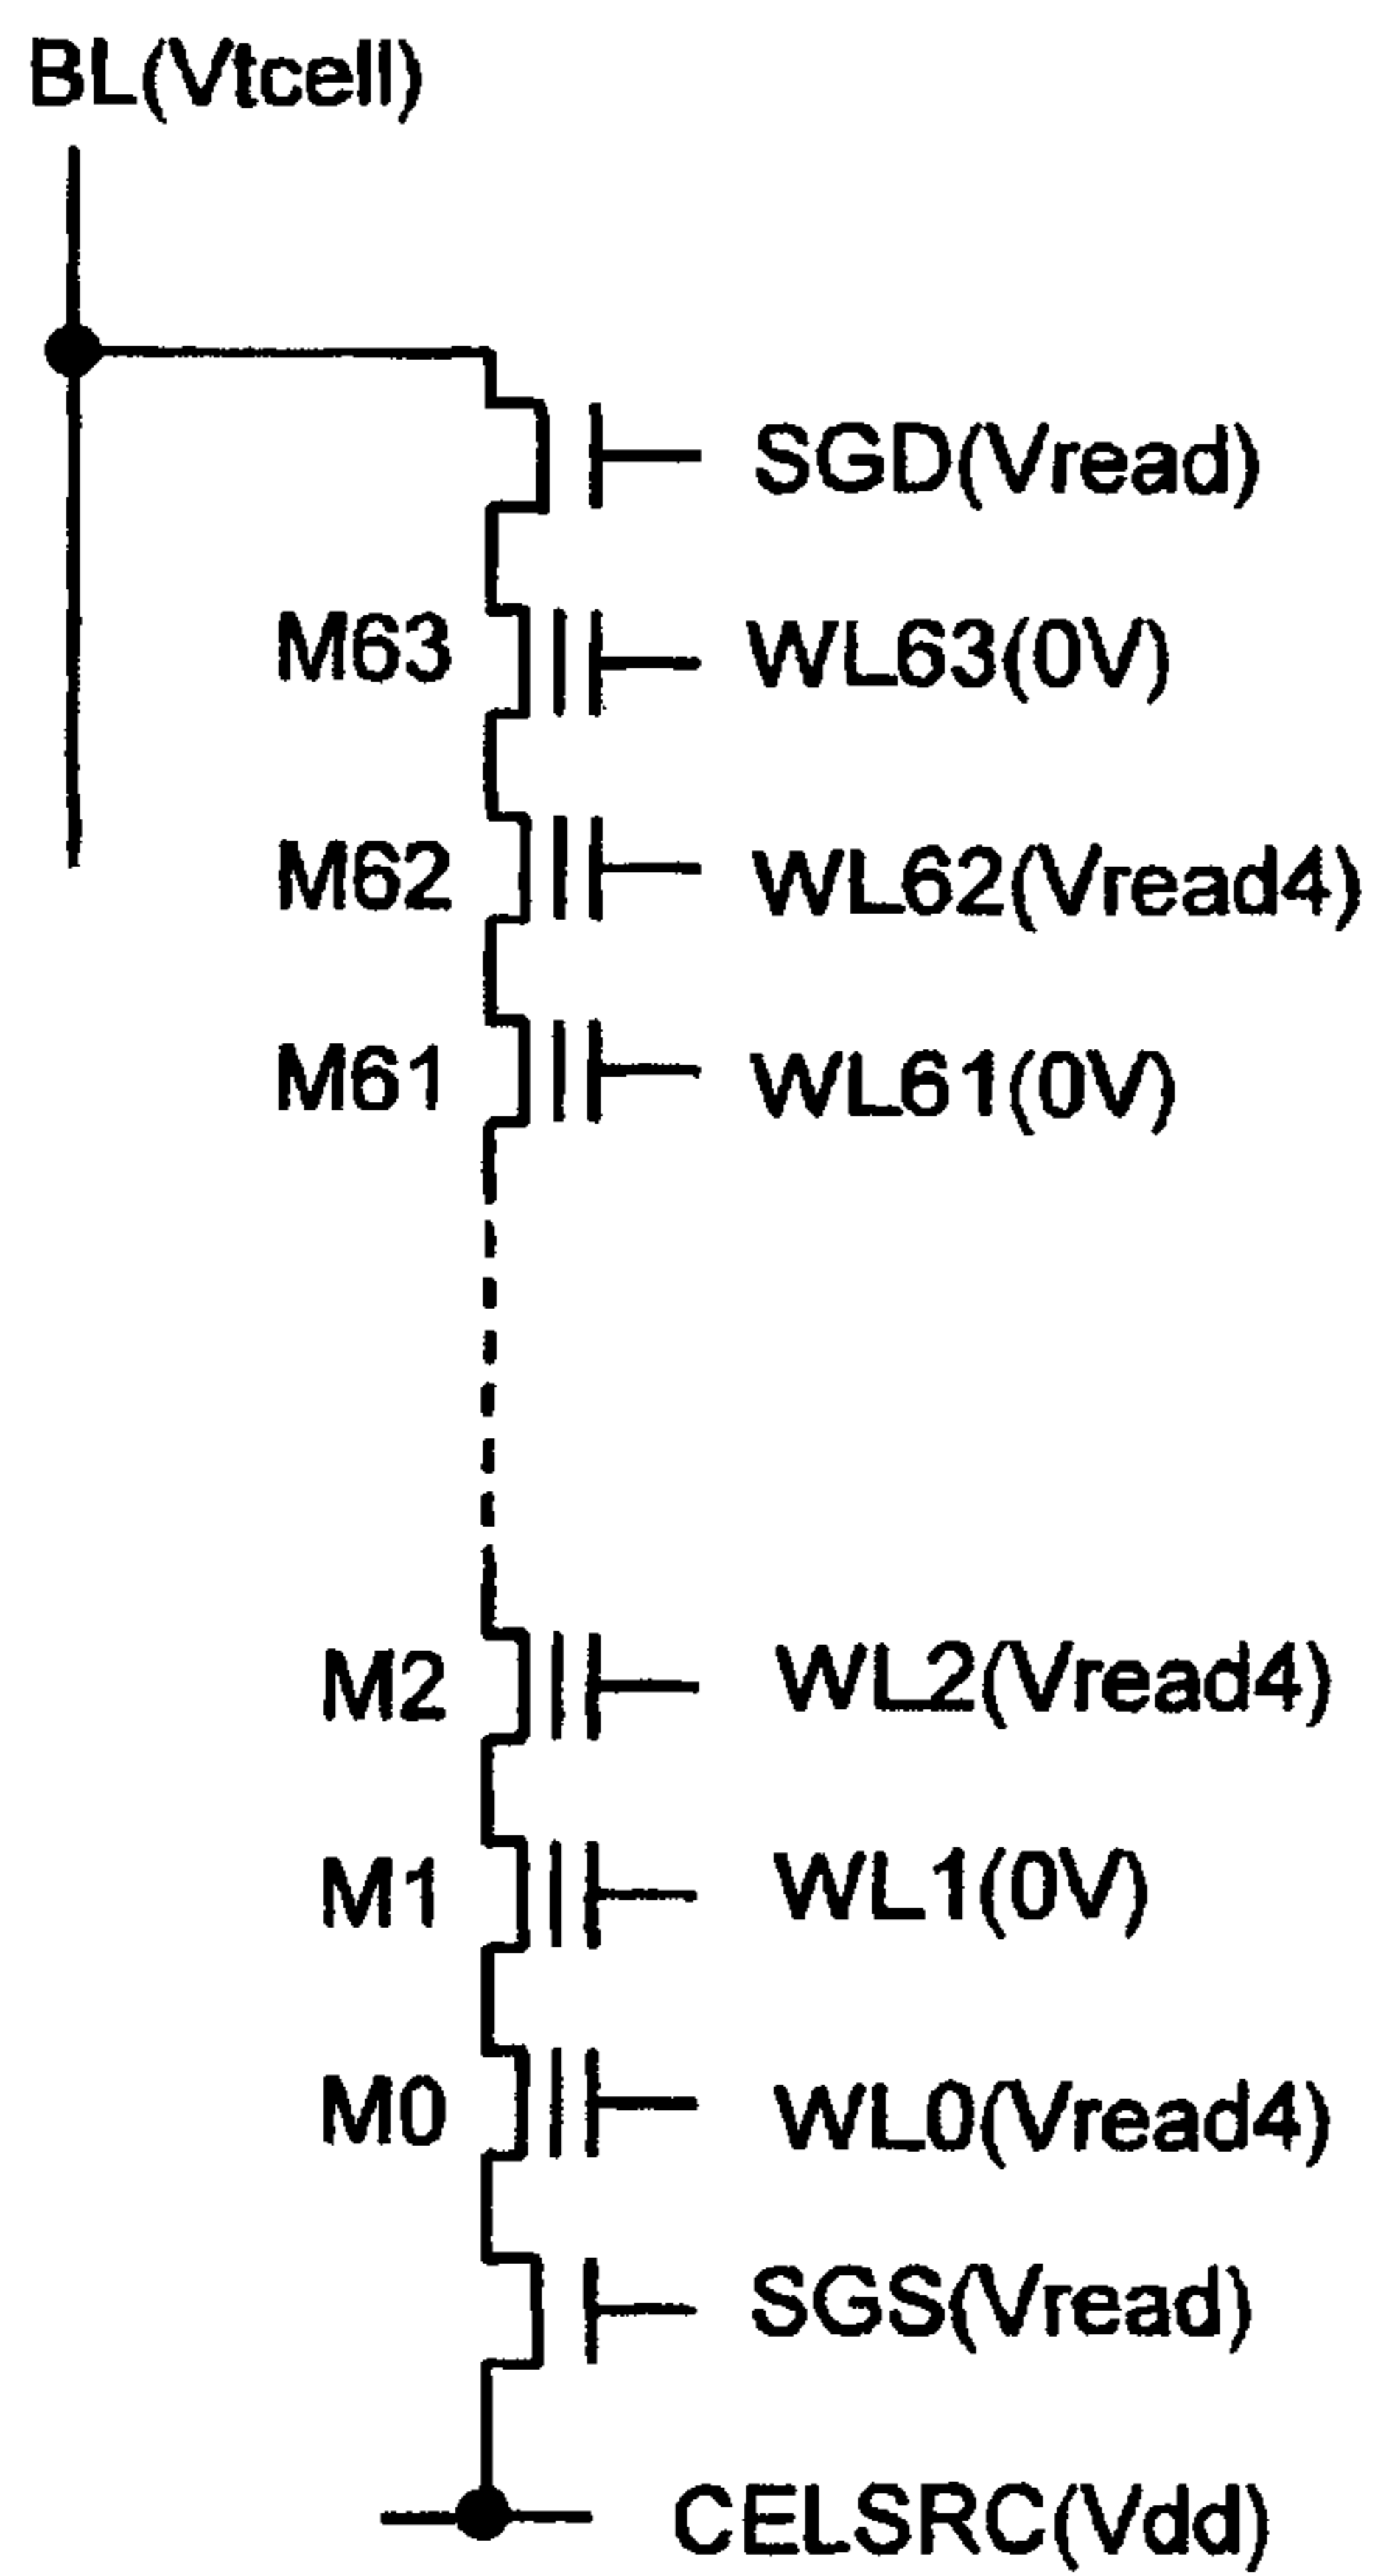 BL(Vtcell)
SGD(Vread)
M63 WL63(0V)
M62 WL62(Vread4)
M61 WL61(0V)
M2 WL2(Vread4)
M1 WL1(0V)
M0 WL0(Vread4)
SGS(Vread)
CELSRC(Vdd)